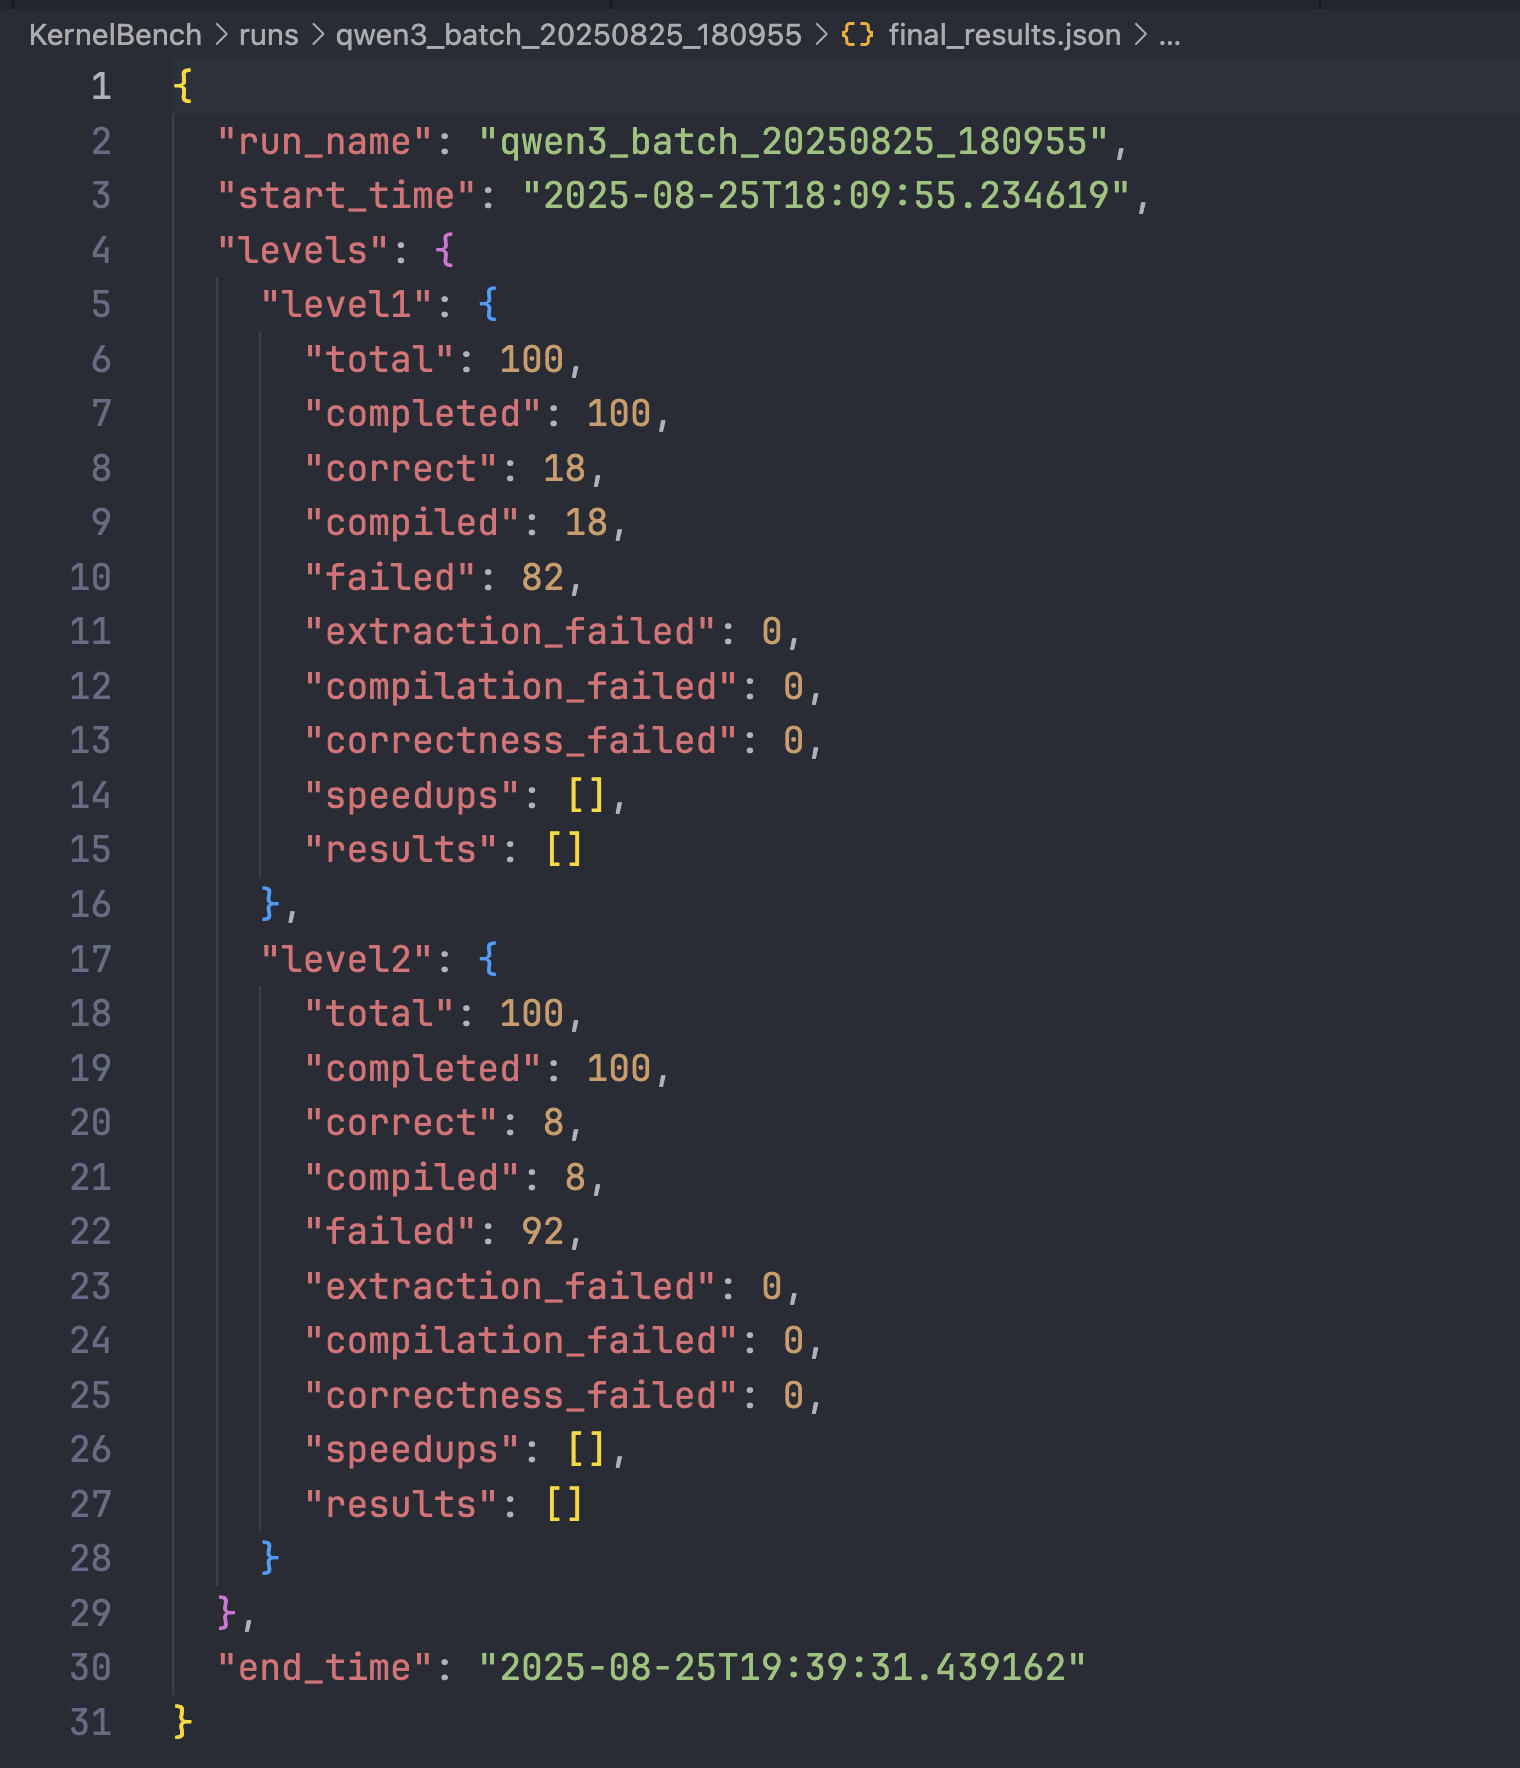 KernelBench > runs > qwen3_batch_20250825_180955 > {} final_results.json > ...
1 {
2 "run_name": "qwen3_batch_20250825_180955",
3 "start_time": "2025-08-25T18:09:55.234619",
4 "levels": {
5 "level1": {
6 "total": 100,
7 "completed": 100,
8 "correct": 18,
9 "compiled": 18,
10 "failed": 82,
11 "extraction_failed": 0,
12 "compilation_failed": 0,
13 "correctness_failed": 0,
14 "speedups": [],
15 "results": []
16 },
17 "level2": {
18 "total": 100,
19 "completed": 100,
20 "correct": 8,
21 "compiled": 8,
22 "failed": 92,
23 "extraction_failed": 0,
24 "compilation_failed": 0,
25 "correctness_failed": 0,
26 "speedups": [],
27 "results": []
28 }
29 },
30 "end_time": "2025-08-25T19:39:31.439162"
31 }